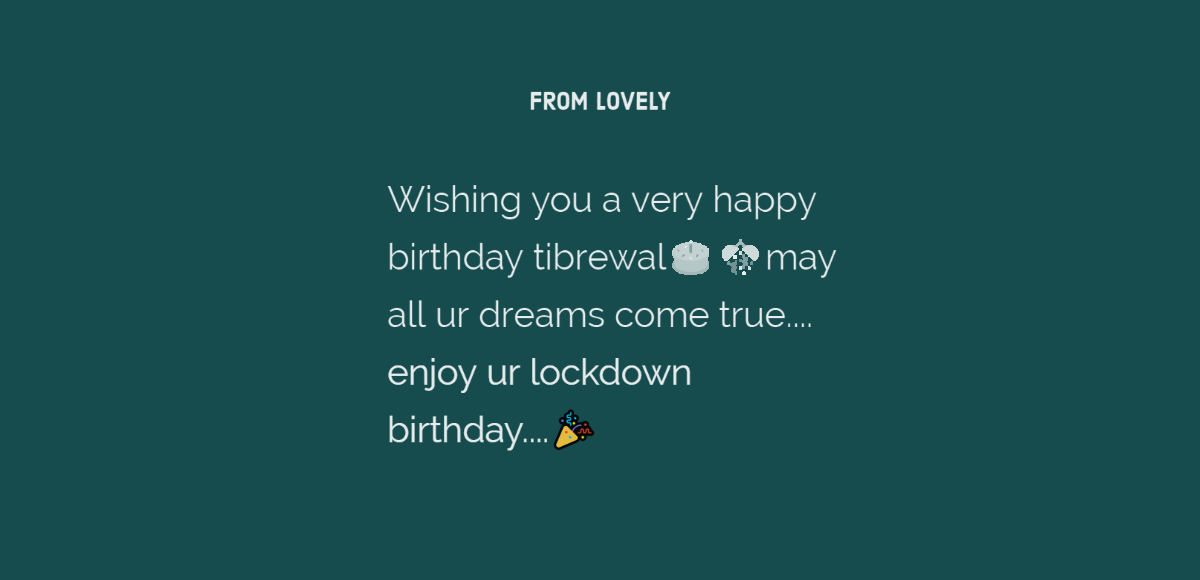 FROM LOVELY
Wishing you a very happy
birthday tibrewal🎂 🎊 may
all ur dreams come true....
enjoy ur lockdown
birthday....🎉